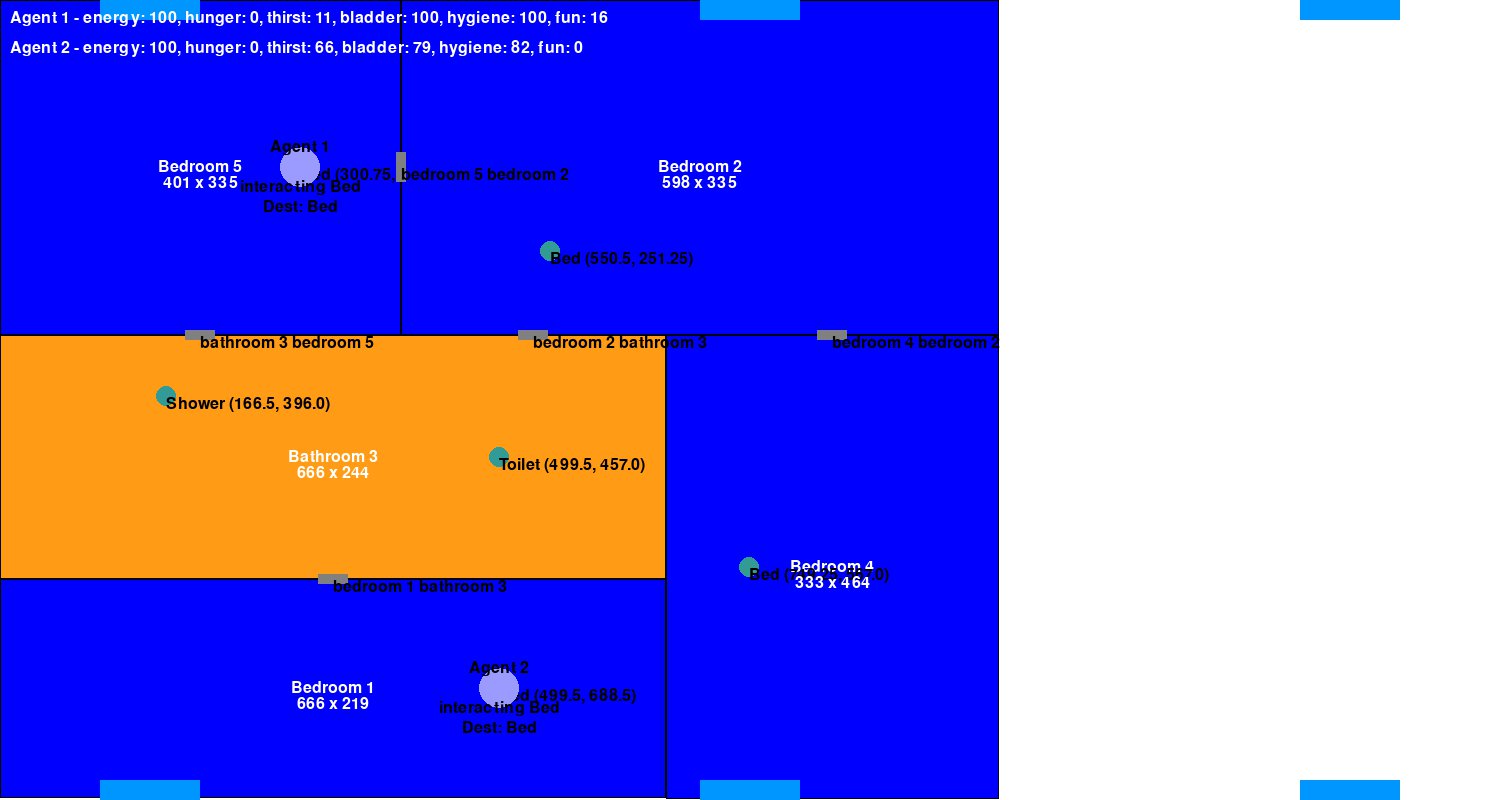 Agent 1 - energy: 100, hunger: 0, thirst: 11, bladder: 100, hygiene: 100, fun: 16
Agent 2 - energy: 100, hunger: 0, thirst: 66, bladder: 79, hygiene: 82, fun: 0
Agent 1
Bedroom 5
401 x 335
(300.75,
bedroom 5 bedroom 2
Bedroom 2
598 x 335
interacting Bed
Dest: Bed
Bed (550.5, 251.25)
bathroom 3 bedroom 5
bedroom 2 bathroom 3
bedroom 4 bedroom 2
Shower (166.5, 396.0)
Bathroom 3
666 x 244
Toilet (499.5, 457.0)
Bedroom 4
333 x 464
Bed
bedroom 1 bathroom 3
Agent 2
Bedroom 1
666 x 219
(499.5, 688.5)
interacting Bed
Dest: Bed